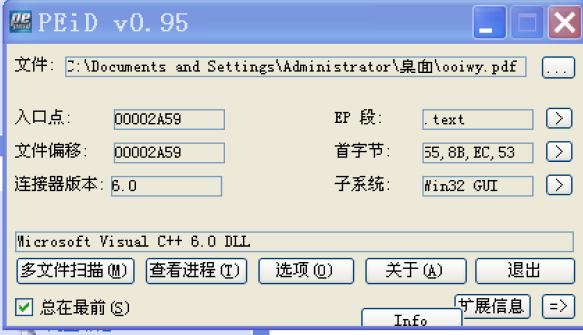 PEiD v0.95
文件: C:\Documents and Settings\Administrator\桌面\ooiwy.pdf ...
入口点: 00002A59 EP 段: .text >
文件偏移: 00002A59 首字节: 55,8B,EC,53 >
连接器版本: 6.0 子系统: Win32 GUI >
Microsoft Visual C++ 6.0 DLL
多文件扫描(M) 查看进程(T) 选项(O) 关于(A) 退出
总在最前(S) Info 扩展信息 =>